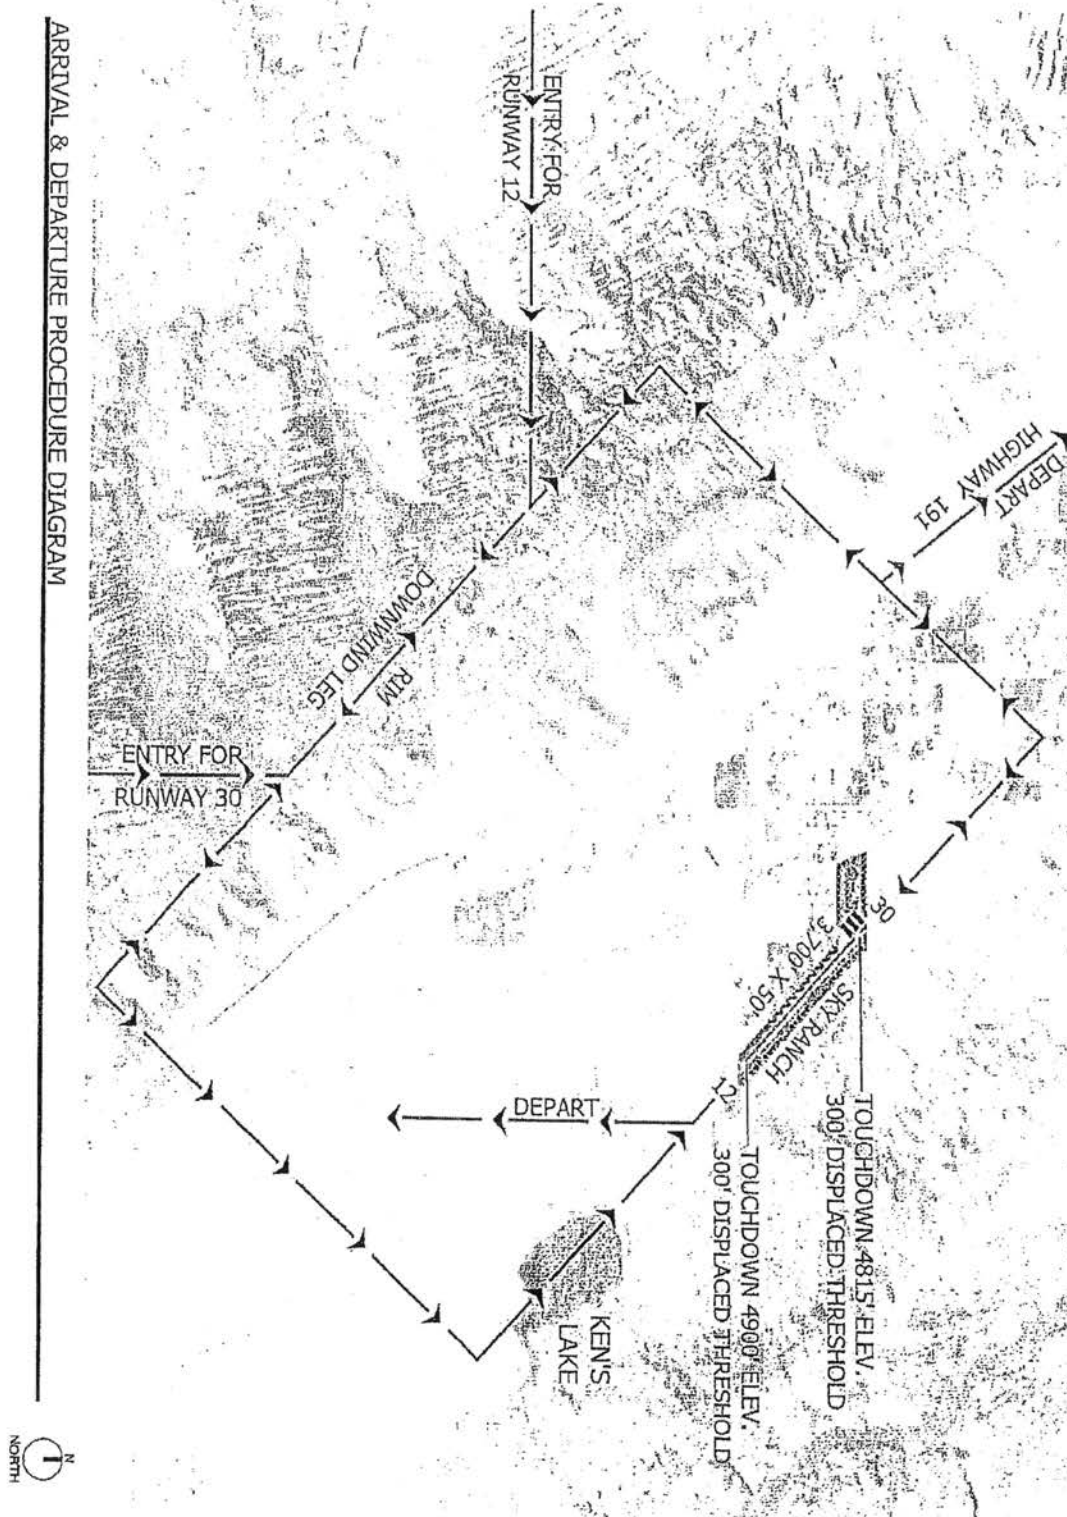 ENTRY FOR
RUNWAY 12
DEPART
HIGHWAY 191
RIM
DOWNWIND LEG
ENTRY FOR
RUNWAY 30
30
SKY RANCH
3,700' X 50'
12
TOUCHDOWN 4815' ELEV.
300' DISPLACED THRESHOLD
TOUCHDOWN 4900' ELEV.
300' DISPLACED THRESHOLD
DEPART
KEN'S
LAKE
ARRIVAL & DEPARTURE PROCEDURE DIAGRAM
N
NORTH